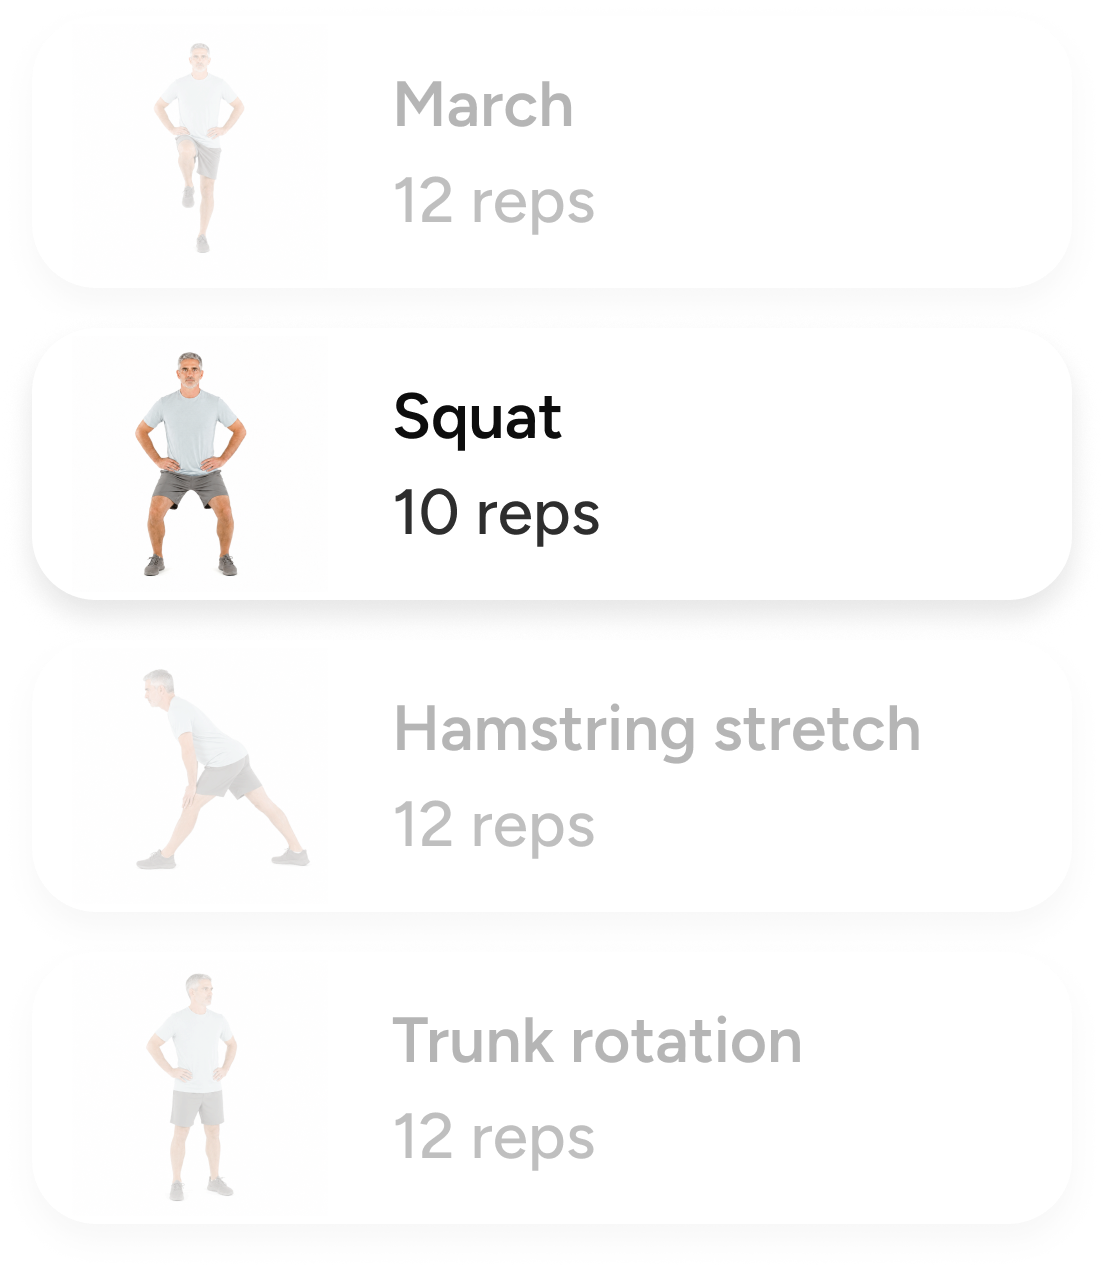 March
12 reps
Squat
10 reps
Hamstring stretch
12 reps
Trunk rotation
12 reps